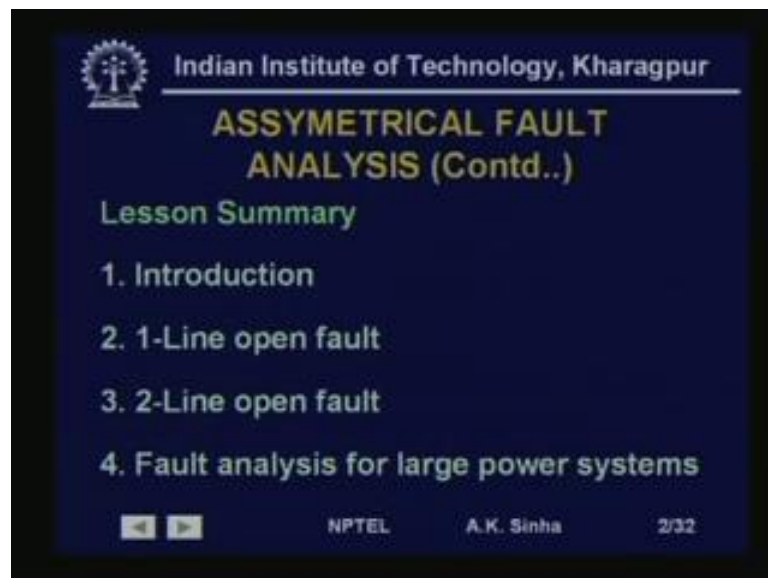 Indian Institute of Technology, Kharagpur
ASSYMETRICAL FAULT
ANALYSIS (Contd..)
Lesson Summary
1. Introduction
2. 1-Line open fault
3. 2-Line open fault
4. Fault analysis for large power systems
NPTEL A.K. Sinha 2/32